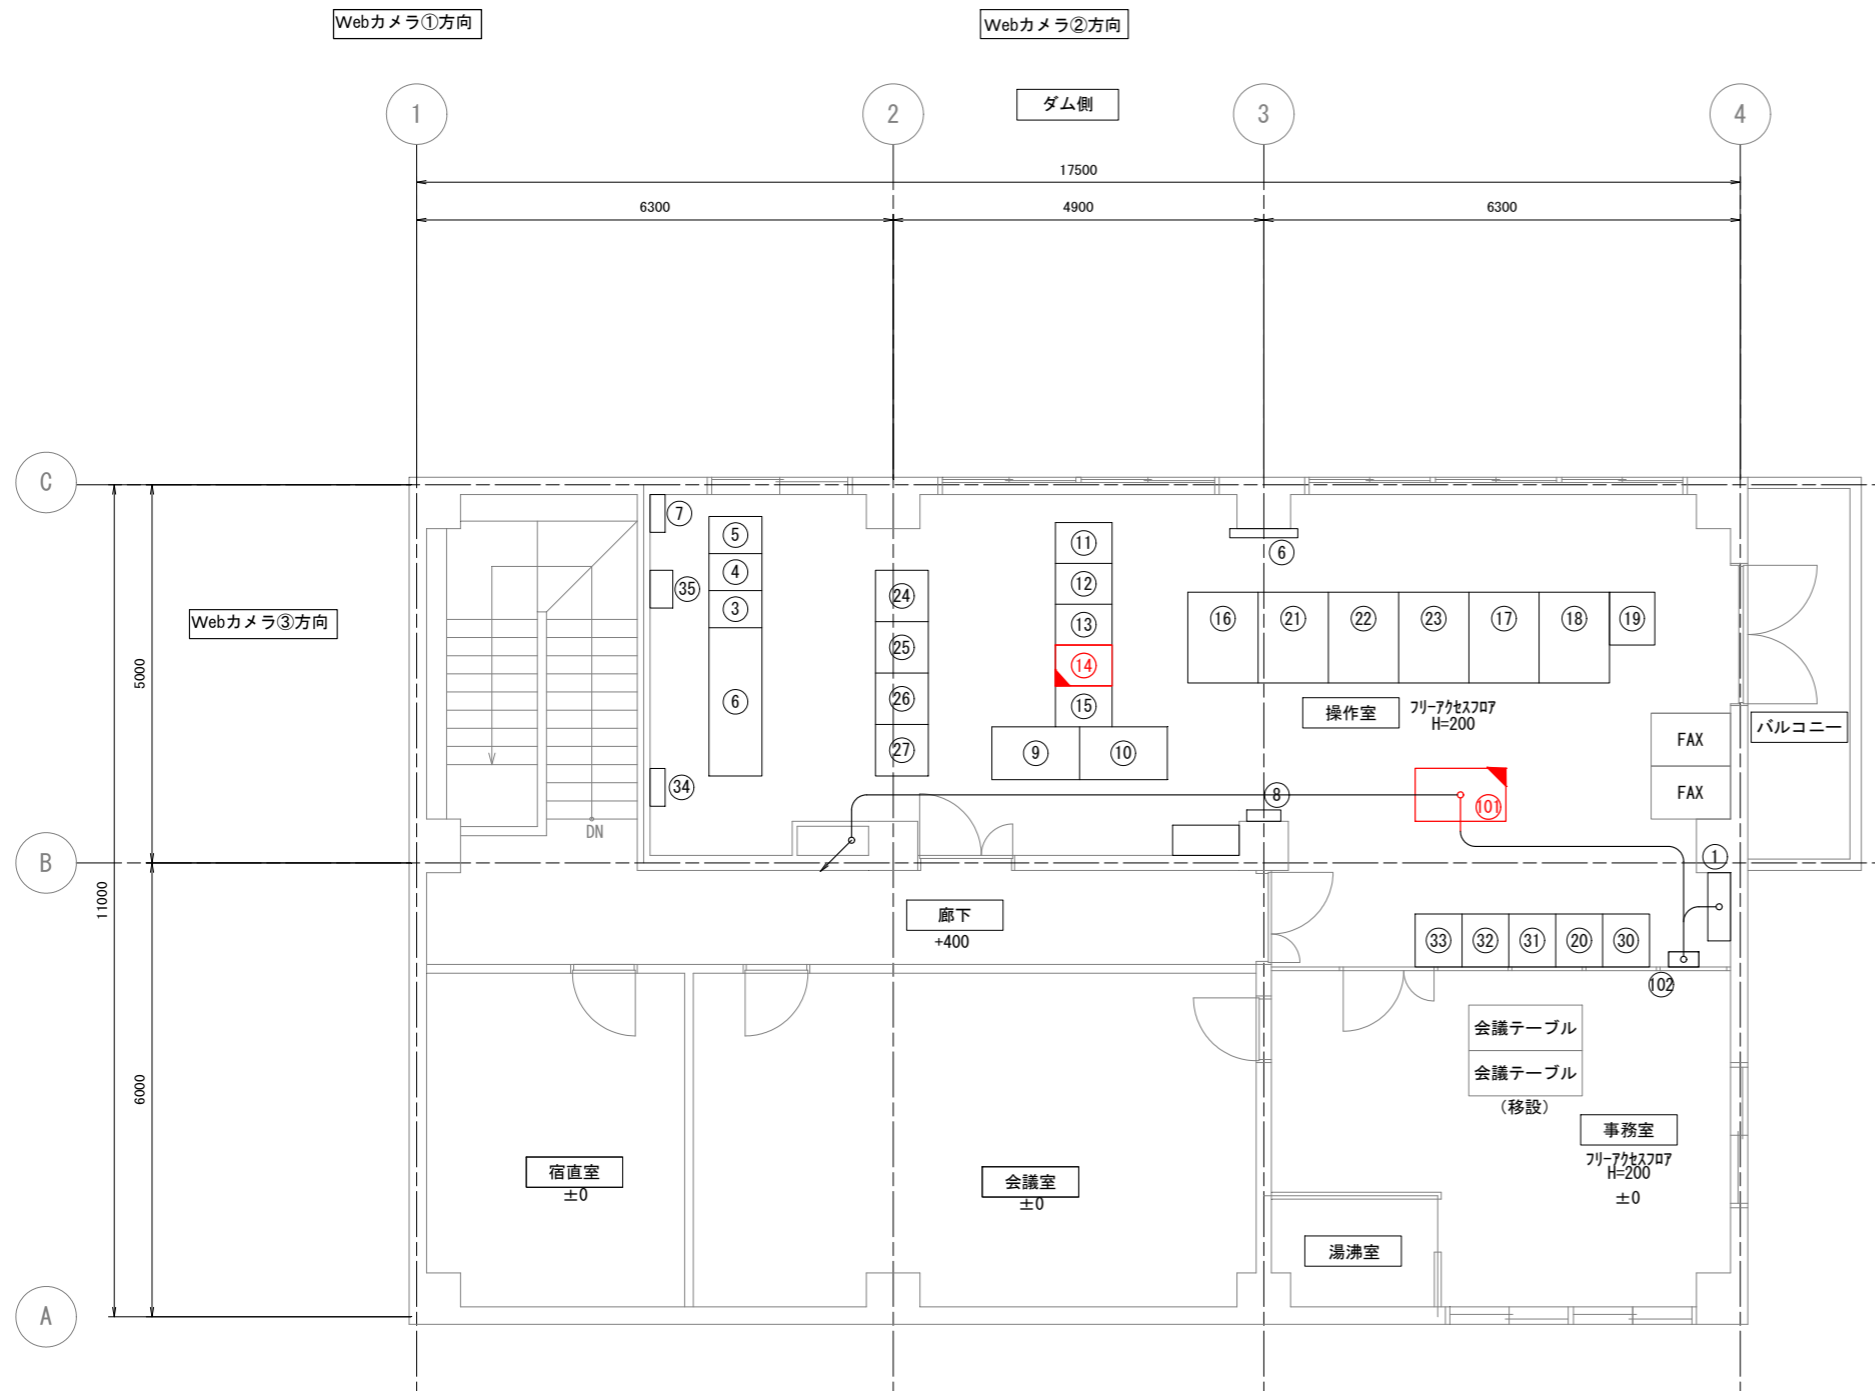 Webカメラ①方向
Webカメラ②方向
ダム側
1
2
3
4
17500
6300
4900
6300
C
⑦
⑤
④
③
⑥
㉟
㉞
㉔
㉕
㉖
㉗
⑪
⑫
⑬
⑭
⑮
⑨
⑩
⑥
⑯
㉑
㉒
㉓
⑰
⑱
⑲
Webカメラ③方向
5000
操作室
フリーアクセスフロア
H=200
FAX
FAX
バルコニー
⑧
101
DN
B
①
11000
廊下
+400
㉝
㉜
㉛
⑳
㉚
102
会議テーブル
会議テーブル
(移設)
6000
事務室
フリーアクセスフロア
H=200
±0
宿直室
±0
会議室
±0
湯沸室
A